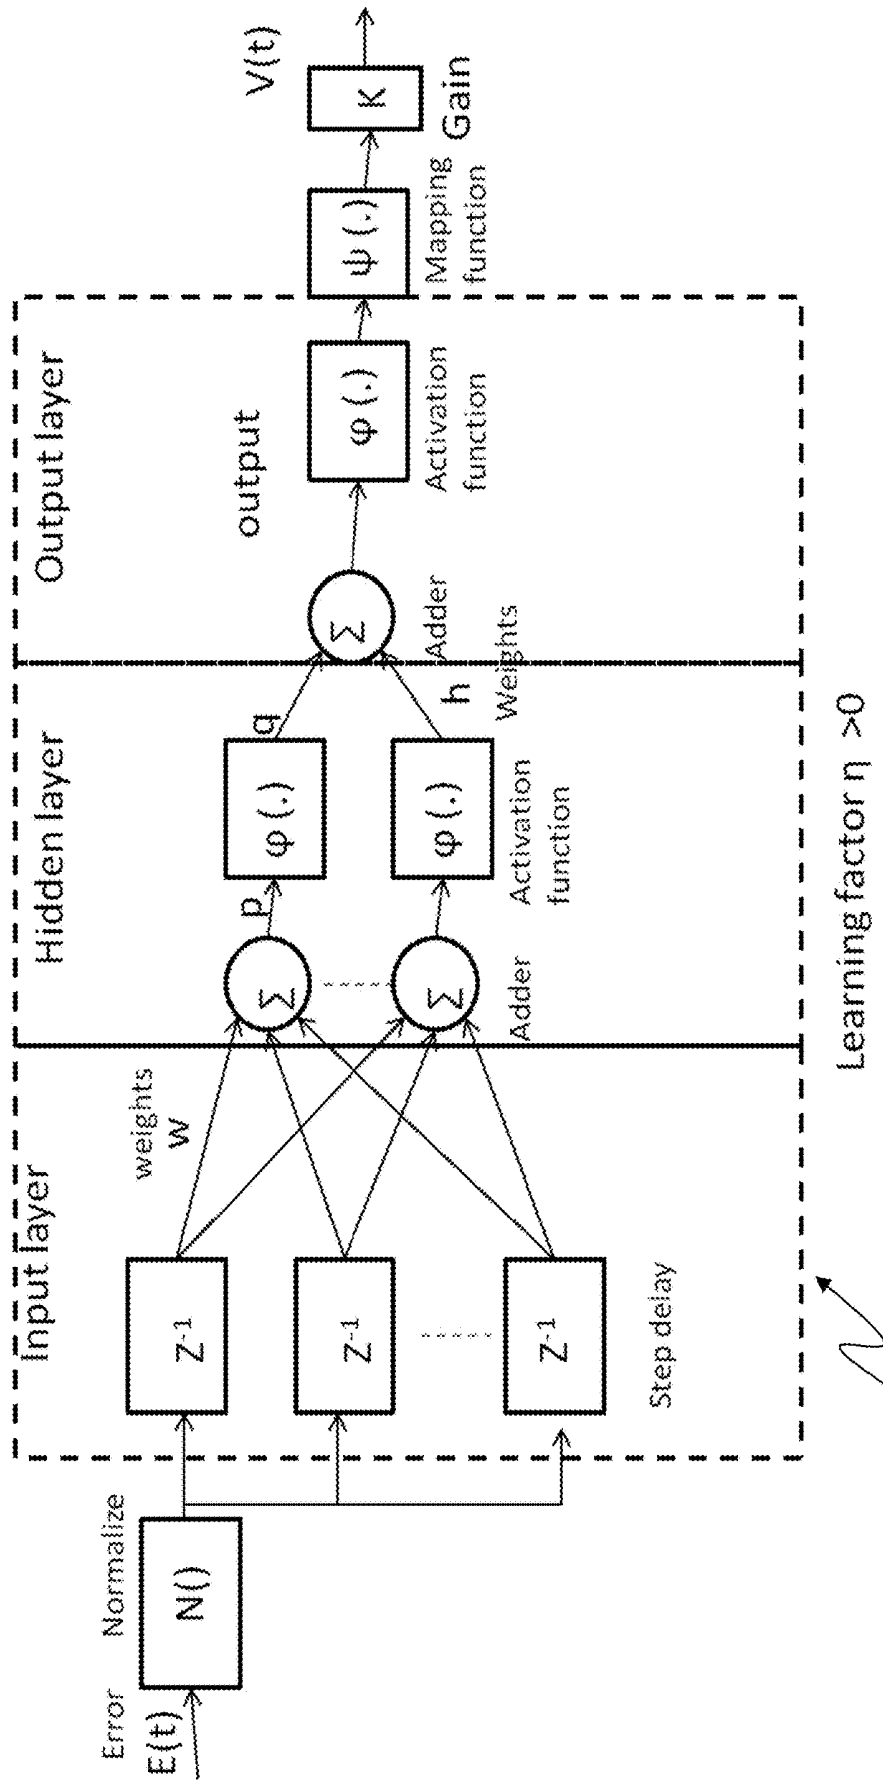 Error
E(t)
Normalize
N()
Input layer
Z-1
Z-1
Z-1
Step delay
weights
w
Hidden layer
Σ
Σ
Adder
p
φ (.)
φ (.)
Activation
function
q
h
Weights
Output layer
Σ
Adder
output
φ (.)
Activation
function
ψ (.)
Mapping
function
K
Gain
V(t)
Learning factor η >0